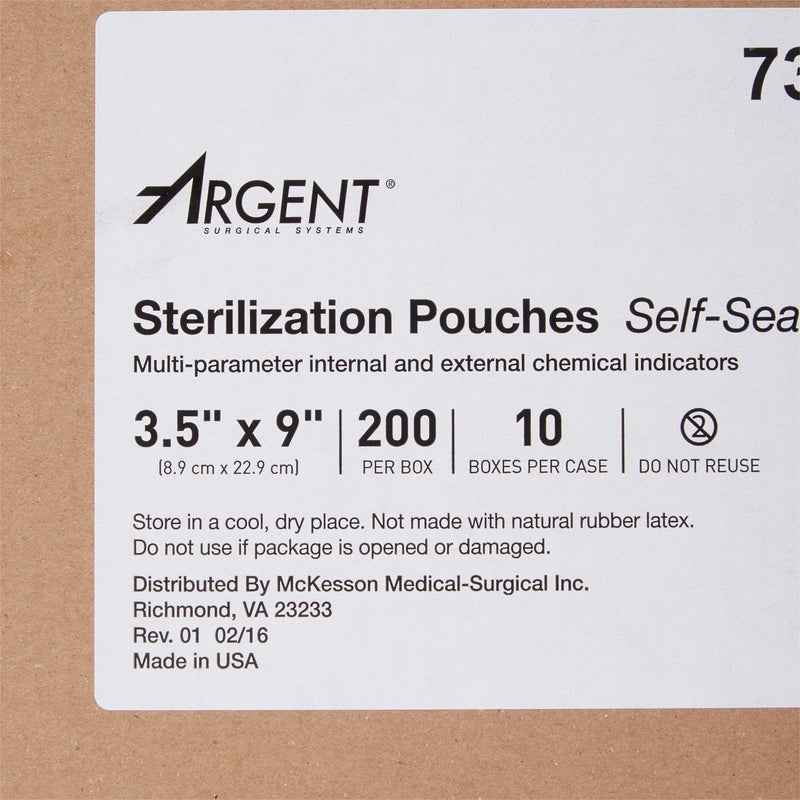 73
ARGENT®
SURGICAL SYSTEMS
Sterilization Pouches Self-Sea
Multi-parameter internal and external chemical indicators
3.5" x 9" 200 10 2
(8.9 cm x 22.9 cm) PER BOX BOXES PER CASE DO NOT REUSE
Store in a cool, dry place. Not made with natural rubber latex.
Do not use if package is opened or damaged.
Distributed By McKesson Medical-Surgical Inc.
Richmond, VA 23233
Rev. 01 02/16
Made in USA